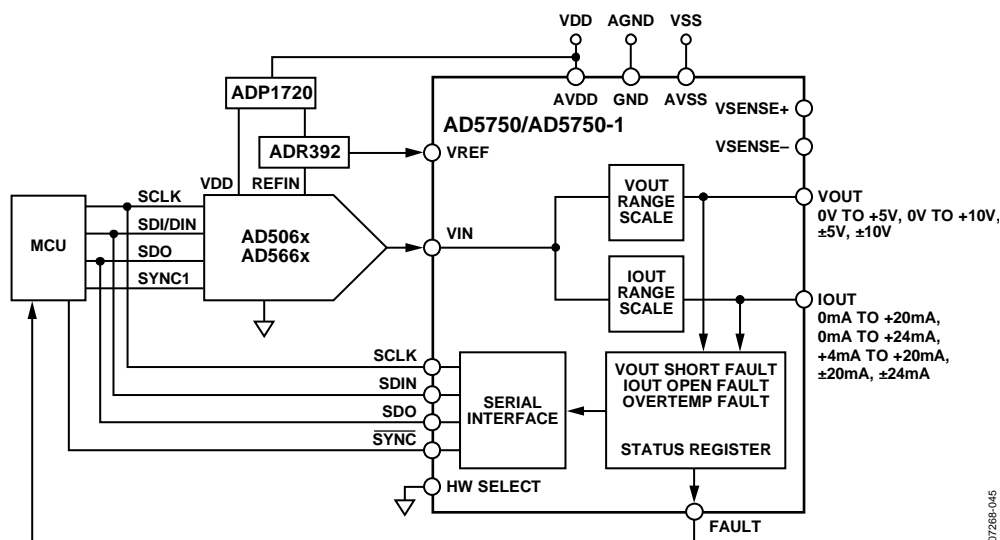 VDD AGND VSS
ADP1720
AVDD GND AVSS
VSENSE+
AD5750/AD5750-1
ADR392
VREF
VSENSE–
VDD REFIN
SCLK
VOUT
RANGE
SCALE
VOUT
0V TO +5V, 0V TO +10V,
±5V, ±10V
MCU
SDI/DIN
AD506x
AD566x
VIN
SDO
SYNC1
IOUT
RANGE
SCALE
IOUT
0mA TO +20mA,
0mA TO +24mA,
+4mA TO +20mA,
±20mA, ±24mA
SCLK
SDIN
SDO
SYNC
SERIAL
INTERFACE
VOUT SHORT FAULT
IOUT OPEN FAULT
OVERTEMP FAULT
STATUS REGISTER
HW SELECT
FAULT
07268-045